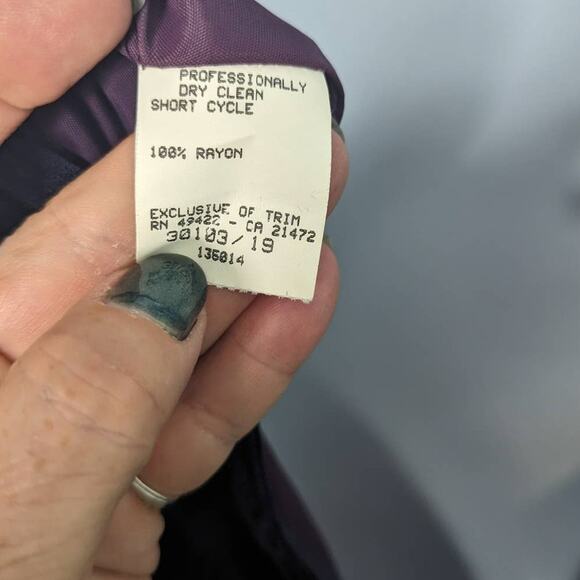 PROFESSIONALLY
DRY CLEAN
SHORT CYCLE
100% RAYON
EXCLUSIVE OF TRIM
RN 49422 - CA 21472
30103/19
136014